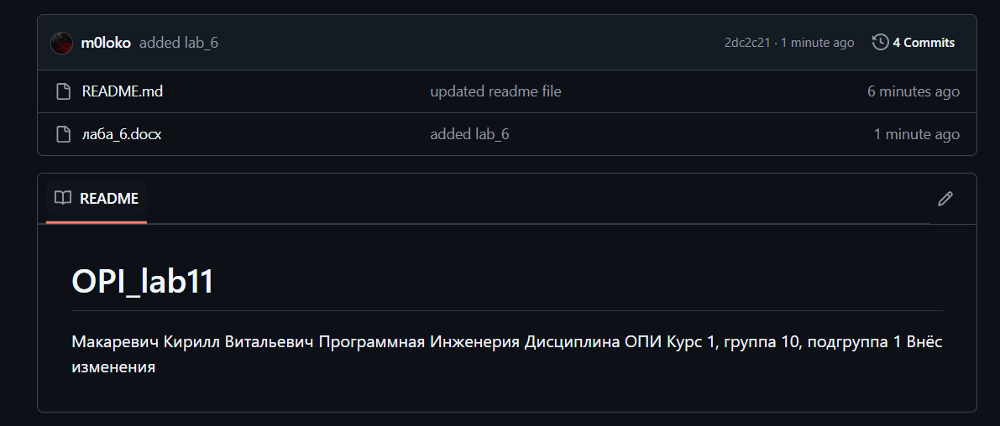 m0loko added lab_6 2dc2c21 · 1 minute ago 4 Commits
README.md updated readme file 6 minutes ago
лаба_6.docx added lab_6 1 minute ago
README
OPI_lab11
Макаревич Кирилл Витальевич Программная Инженерия Дисциплина ОПИ Курс 1, группа 10, подгруппа 1 Внёс
изменения